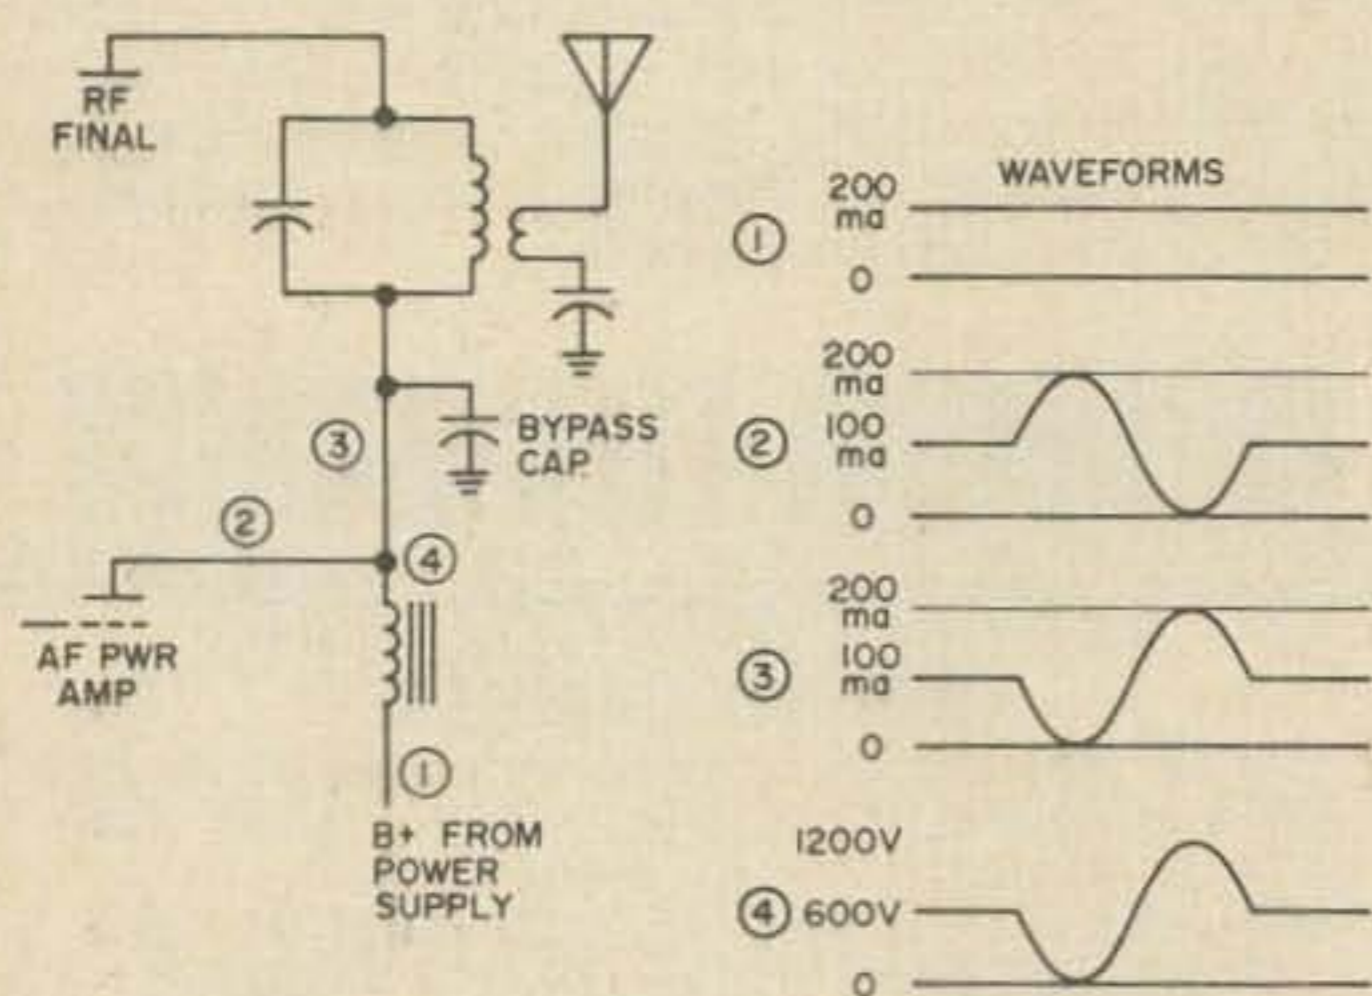 RF
FINAL
BYPASS
CAP.
③
②
④
AF PWR
AMP
①
B+ FROM
POWER
SUPPLY
WAVEFORMS
①
200
ma
0
②
200
ma
100
ma
0
③
200
ma
100
ma
0
④
1200V
600V
0